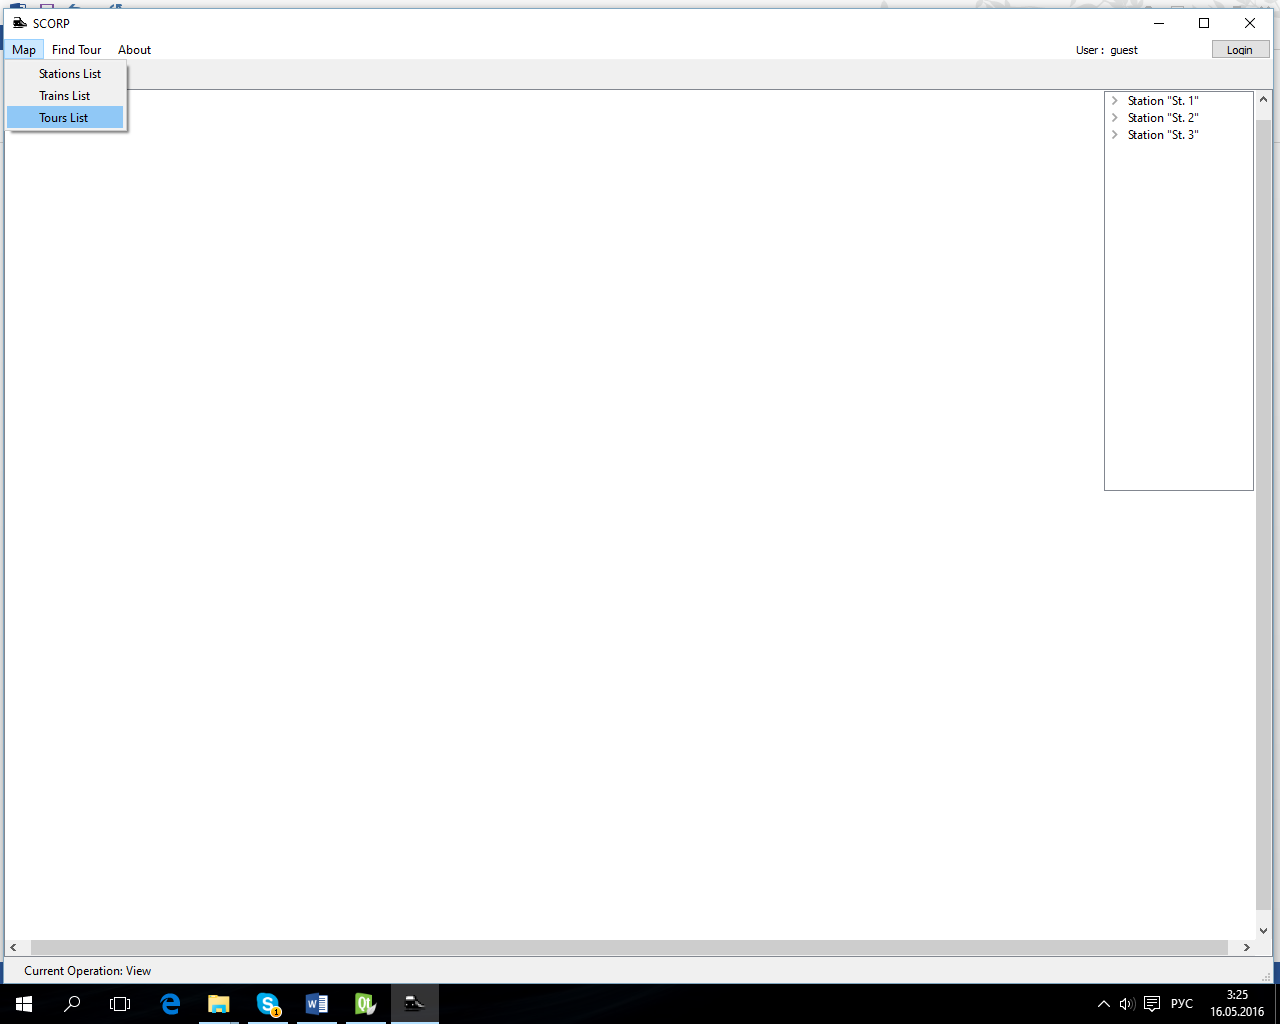 SCORP
Map Find Tour About User : guest Login
Stations List
Trains List
Tours List
Station "St. 1"
Station "St. 2"
Station "St. 3"
Current Operation: View
1
РУС
3:25
16.05.2016